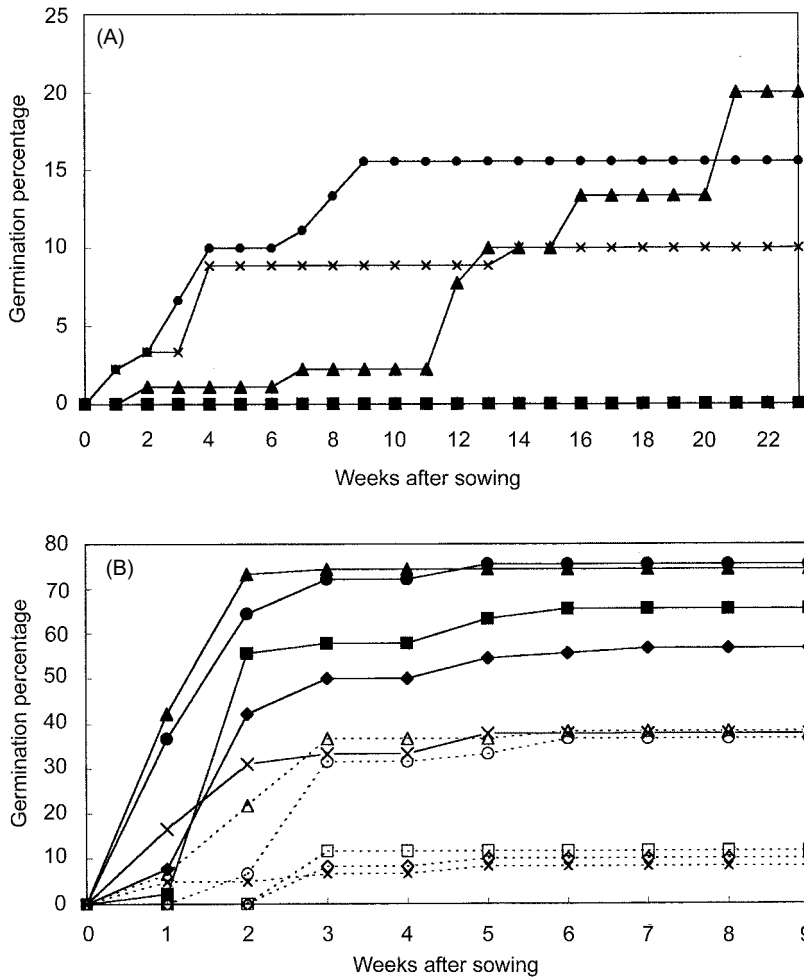 (A)
Germination percentage
25
20
15
10
5
0
0 2 4 6 8 10 12 14 16 18 20 22
Weeks after sowing
(B)
Germination percentage
80
70
60
50
40
30
20
10
0
0 1 2 3 4 5 6 7 8 9
Weeks after sowing